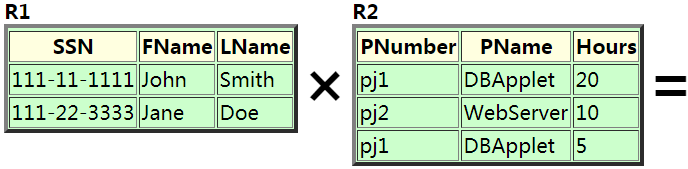 R1 R2
SSN FName LName PNumber PName Hours
111-11-1111 John Smith × pj1 DBApplet 20 =
111-22-3333 Jane Doe pj2 WebServer 10
pj1 DBApplet 5